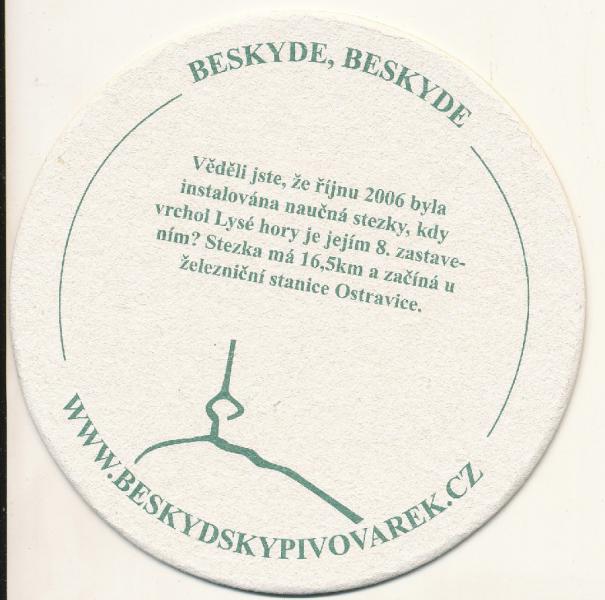 BESKYDE, BESKYDE
Věděli jste, že říjnu 2006 byla
instalována naučná stezky, kdy
vrchol Lysé hory je jejím 8. zastave-
ním? Stezka má 16,5km a začíná u
železniční stanice Ostravice.
WWW.BESKYDSKYPIVOVAREK.CZ